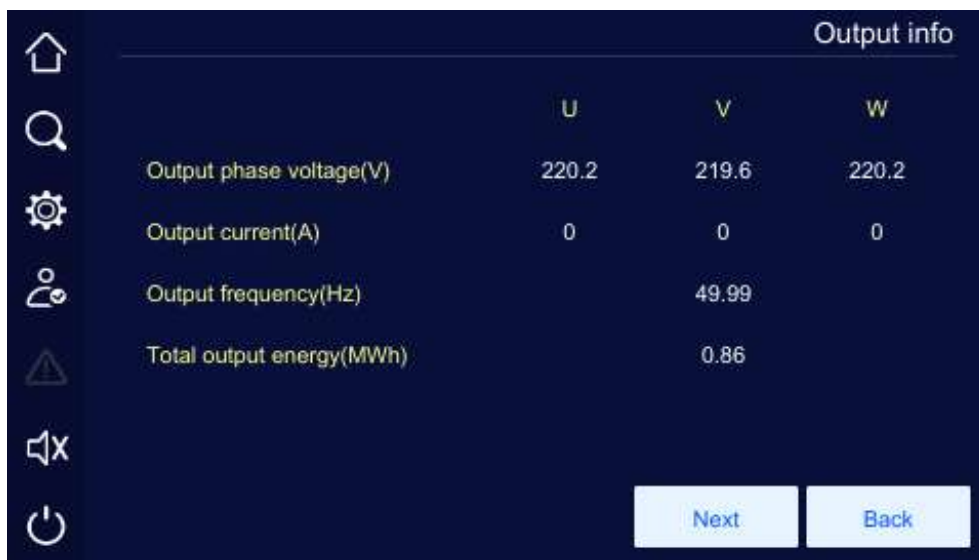 Output info
U V W
Output phase voltage(V) 220.2 219.6 220.2
Output current(A) 0 0 0
Output frequency(Hz) 49.99
Total output energy(MWh) 0.86
Next Back